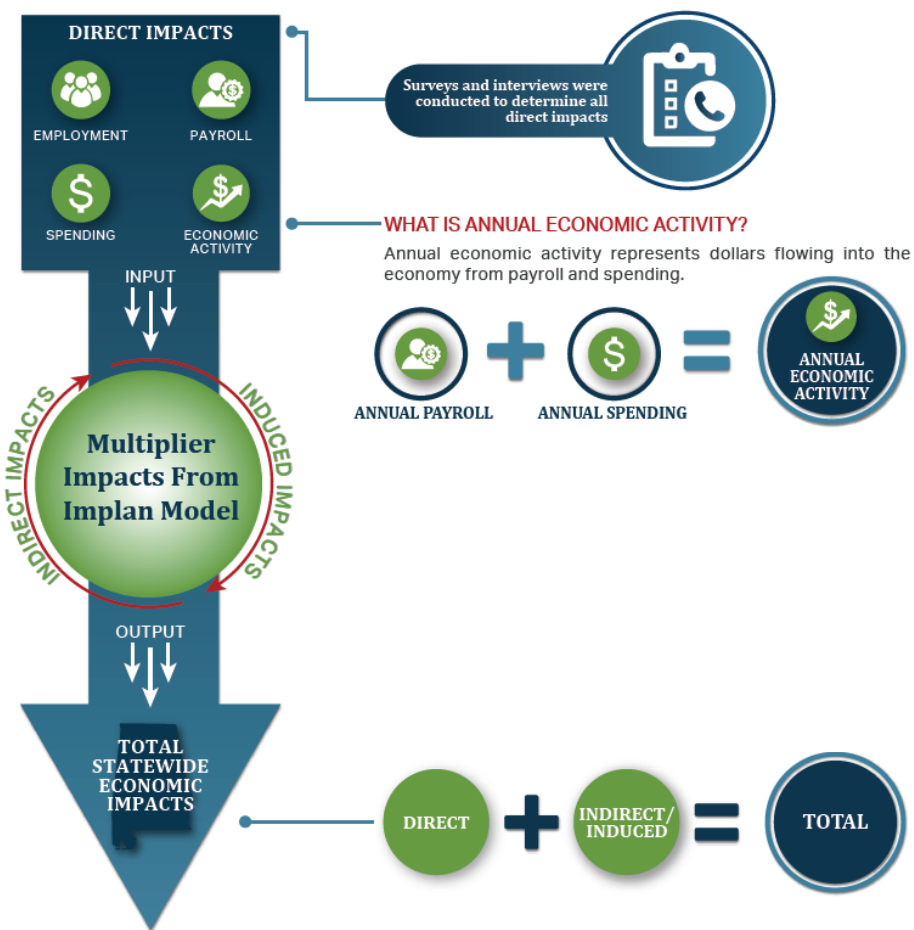 DIRECT IMPACTS
EMPLOYMENT
PAYROLL
SPENDING
ECONOMIC
ACTIVITY
Surveys and interviews were
conducted to determine all
direct impacts
WHAT IS ANNUAL ECONOMIC ACTIVITY?
Annual economic activity represents dollars flowing into the
economy from payroll and spending.
$
+
$
=
$
ANNUAL PAYROLL
ANNUAL SPENDING
ANNUAL
ECONOMIC
ACTIVITY
INPUT
INDIRECT IMPACTS
INDUCED IMPACTS
Multiplier
Impacts From
Implan Model
OUTPUT
TOTAL
STATEWIDE
ECONOMIC
IMPACTS
DIRECT
+
INDIRECT/
INDUCED
=
TOTAL